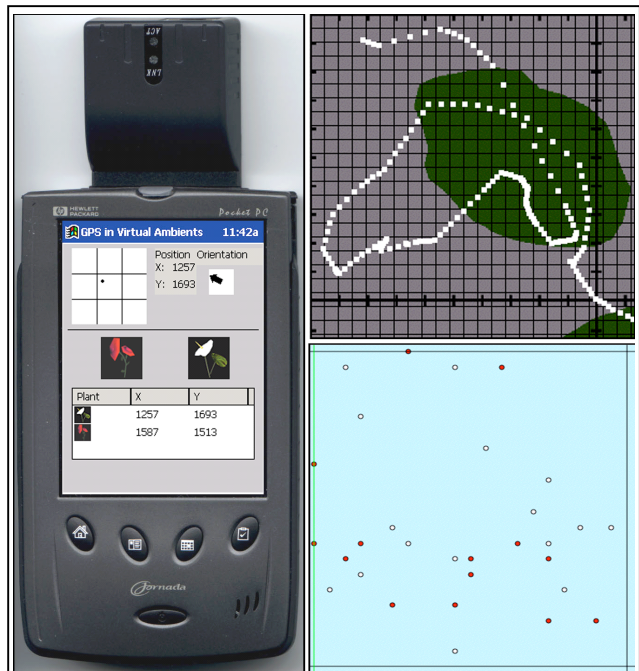 ACT
LNK
HEWLETT
PACKARD
Pocket PC
GPS in Virtual Ambients 11:42a
Position Orientation
X: 1257
Y: 1693
Plant X Y
1257 1693
1587 1513
Jornada